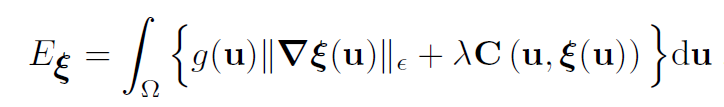 E_ξ = ∫_Ω { g(u)‖∇ξ(u)‖_ϵ + λC (u, ξ(u)) } du